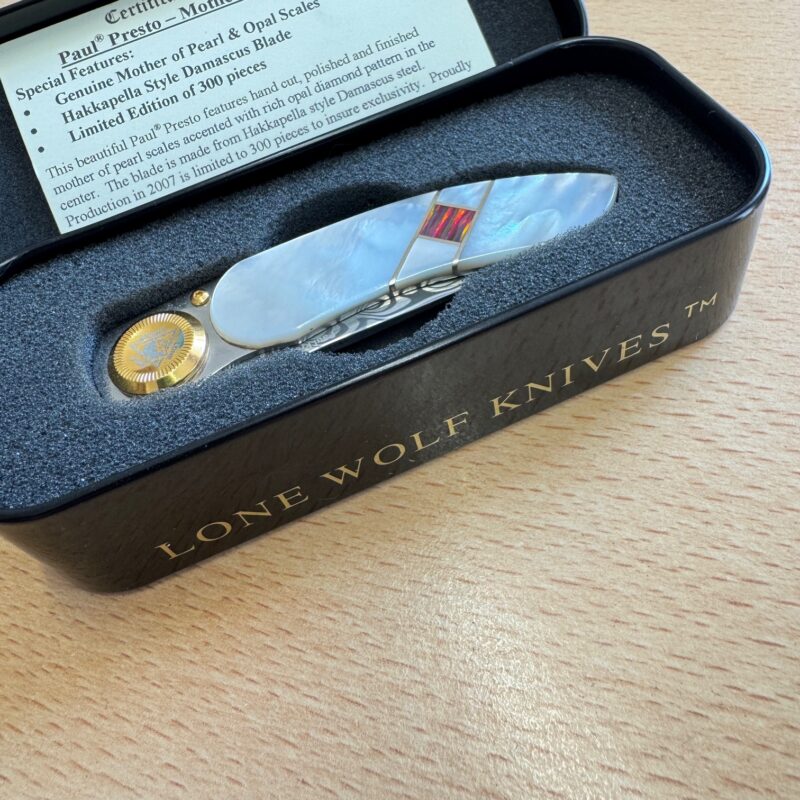 Certific
Paul® Presto – Mothe
Special Features:
• Genuine Mother of Pearl & Opal Scales
• Hakkapella Style Damascus Blade
• Limited Edition of 300 pieces
This beautiful Paul® Presto features hand cut, polished and finished
mother of pearl scales accented with rich opal diamond pattern in the
center. The blade is made from Hakkapella style Damascus steel.
Production in 2007 is limited to 300 pieces to insure exclusivity. Proudly
LONE WOLF KNIVES ™